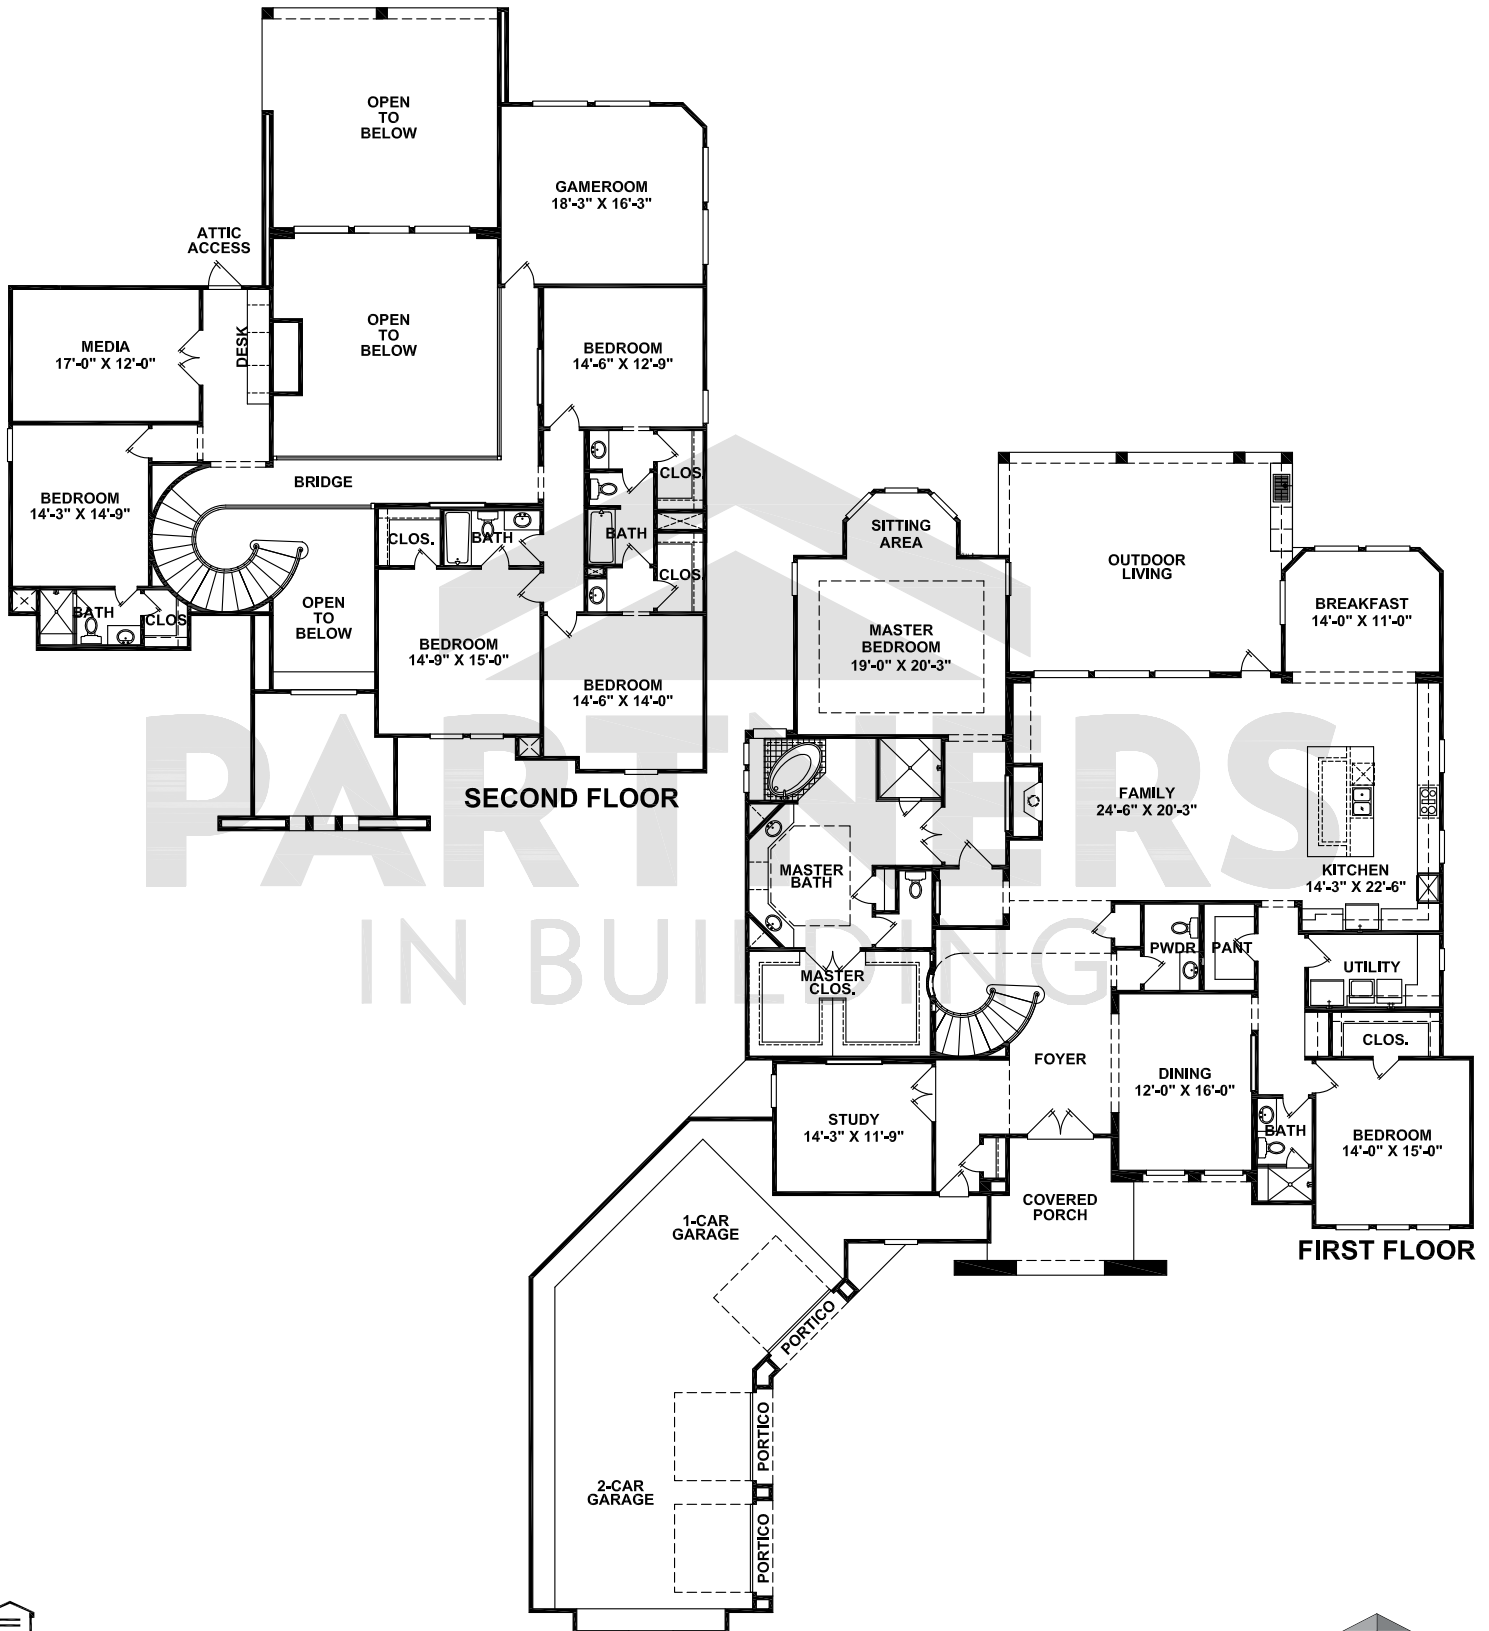 OPEN
TO
BELOW
GAMEROOM
18'-3" X 16'-3"
ATTIC
ACCESS
MEDIA
17'-0" X 12'-0"
DESK
OPEN
TO
BELOW
BEDROOM
14'-6" X 12'-9"
BEDROOM
14'-3" X 14'-9"
BRIDGE
CLOS.
BATH
CLOS.
BATH
CLOS.
BATH
CLOS.
OPEN
TO
BELOW
BEDROOM
14'-9" X 15'-0"
BEDROOM
14'-6" X 14'-0"
SECOND FLOOR
PARTNERS
IN BUILDING
SITTING
AREA
OUTDOOR
LIVING
BREAKFAST
14'-0" X 11'-0"
MASTER
BEDROOM
19'-0" X 20'-3"
FAMILY
24'-6" X 20'-3"
KITCHEN
14'-3" X 22'-6"
MASTER
BATH
PWDR.
PANT
UTILITY
MASTER
CLOS.
FOYER
CLOS.
DINING
12'-0" X 16'-0"
STUDY
14'-3" X 11'-9"
BATH
BEDROOM
14'-0" X 15'-0"
COVERED
PORCH
FIRST FLOOR
1-CAR
GARAGE
PORTICO
PORTICO
2-CAR
GARAGE
PORTICO